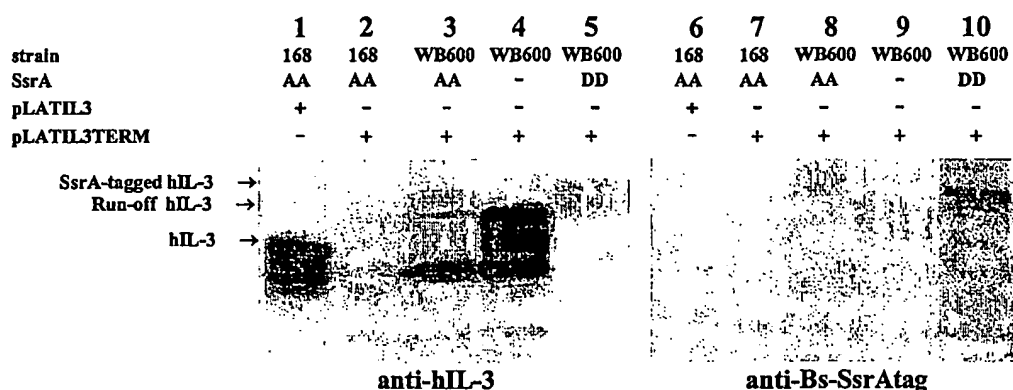 1 2 3 4 5 6 7 8 9 10
strain 168 168 WB600 WB600 WB600 168 168 WB600 WB600 WB600
SsrA AA AA AA - DD AA AA AA - DD
pLATIL3 + - - - - + - - - -
pLATIL3TERM - + + + + - + + + +
SsrA-tagged hIL-3 →
Run-off hIL-3 →
hIL-3 →
anti-hIL-3 anti-Bs-SsrAtag